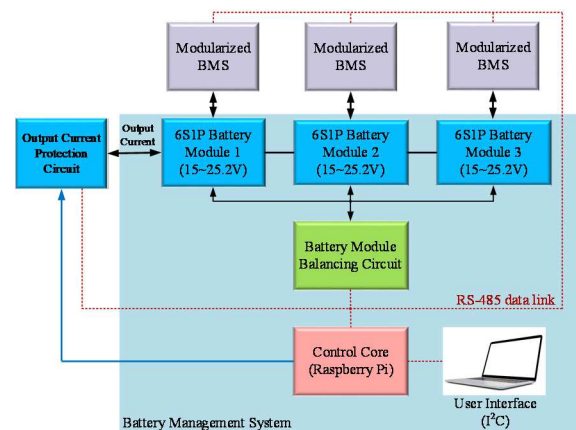 Modularized
BMS
Modularized
BMS
Modularized
BMS
Output Current
Protection
Circuit
Output
Current
6S1P Battery
Module 1
(15~25.2V)
6S1P Battery
Module 2
(15~25.2V)
6S1P Battery
Module 3
(15~25.2V)
Battery Module
Balancing Circuit
RS-485 data link
Control Core
(Raspberry Pi)
User Interface
(I²C)
Battery Management System